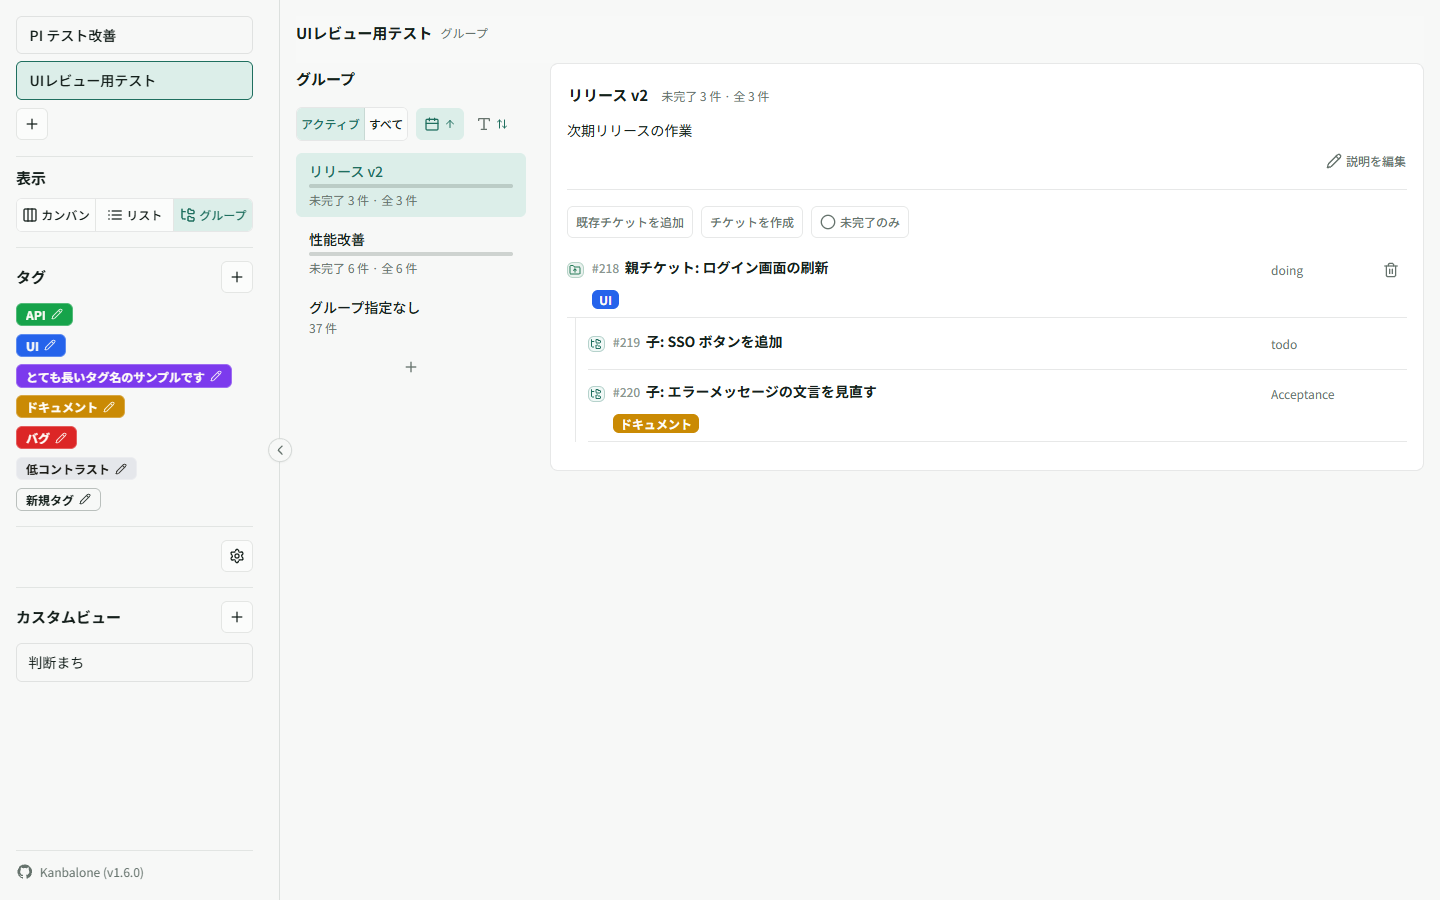 PI テスト改善
UIレビュー用テスト
表示
カンバン リスト グループ
タグ
API
UI
とても長いタグ名のサンプルです
ドキュメント
バグ
低コントラスト
新規タグ
カスタムビュー
判断まち
Kanbalone (v1.6.0)
UIレビュー用テスト グループ
グループ
アクティブ すべて
リリース v2
未完了 3 件 · 全 3 件
性能改善
未完了 6 件 · 全 6 件
グループ指定なし
37 件
リリース v2 未完了 3 件 · 全 3 件
次期リリースの作業
説明を編集
既存チケットを追加 チケットを作成 未完了のみ
#218 親チケット: ログイン画面の刷新 doing
UI
#219 子: SSO ボタンを追加 todo
#220 子: エラーメッセージの文言を見直す Acceptance
ドキュメント